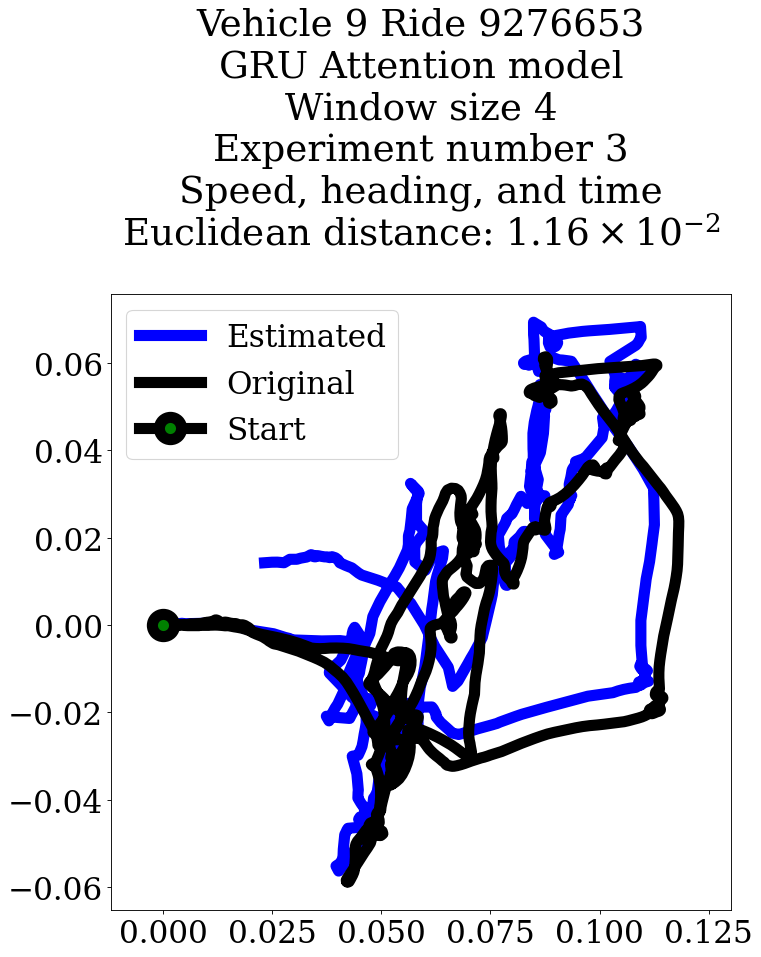 Vehicle 9 Ride 9276653
GRU Attention model
Window size 4
Experiment number 3
Speed, heading, and time
Euclidean distance: 1.16 × 10⁻²
Estimated
Original
Start
0.06
0.04
0.02
0.00
−0.02
−0.04
−0.06
0.000 0.025 0.050 0.075 0.100 0.125